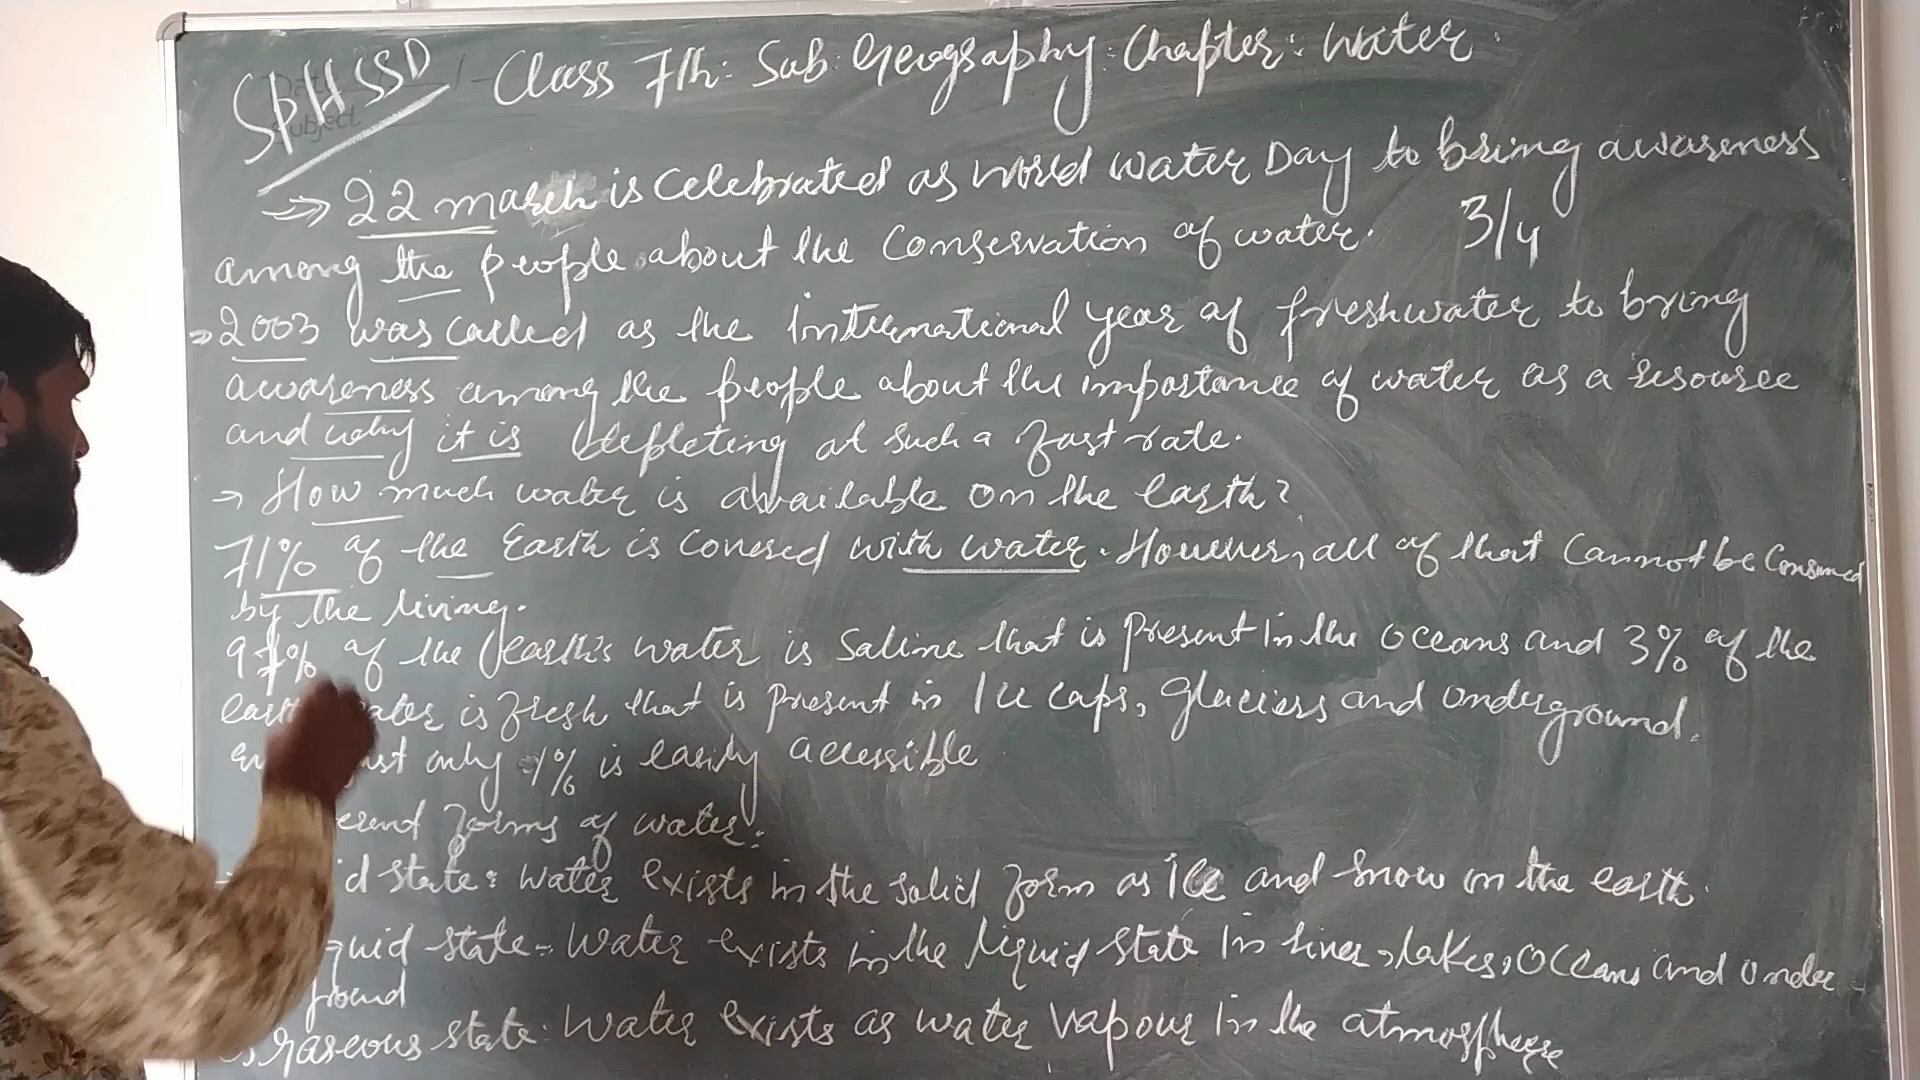 SPHSSD Class 7th: Sub: Geography: Chapter: Water.
Subject
⇒ 22 march is celebrated as world water Day to bring awareness
among the people about the Conservation of water. 3/4
⇒ 2003 was called as the International year of freshwater to bring
awareness among the people about the importance of water as a resource
and why it is depleting at such a fast rate.
→ How much water is available on the earth?
71% of the Earth is Covered with water. However, all of that Cannot be Consumed
by the living.
97% of the earth's water is Saline that is present in the Oceans and 3% of the
water is fresh that is present in Ice caps, glaciers and underground.
only 1% is easily accessible
forms of water:
state: Water exists in the solid form as ice and snow on the earth.
state: Water exists in the liquid state in river, lakes, Oceans and under
ground
Gaseous state: Water exists as water vapour in the atmosphere